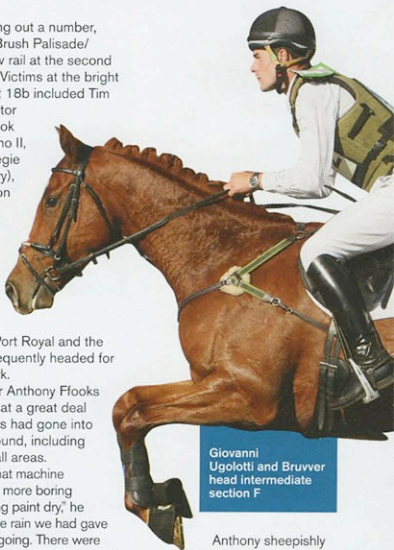 ng out a number,
Brush Palisade/
w rail at the second
Victims at the bright
t 18b included Tim
tor
ok
no II,
egie
y),
on
Port Royal and the
equently headed for
k.
r Anthony Ffooks
at a great deal
s had gone into
und, including
all areas.
hat machine
more boring
ng paint dry," he
e rain we had gave
going. There were
Giovanni
Ugolotti and Bruvver
head intermediate
section F
Anthony sheepishly